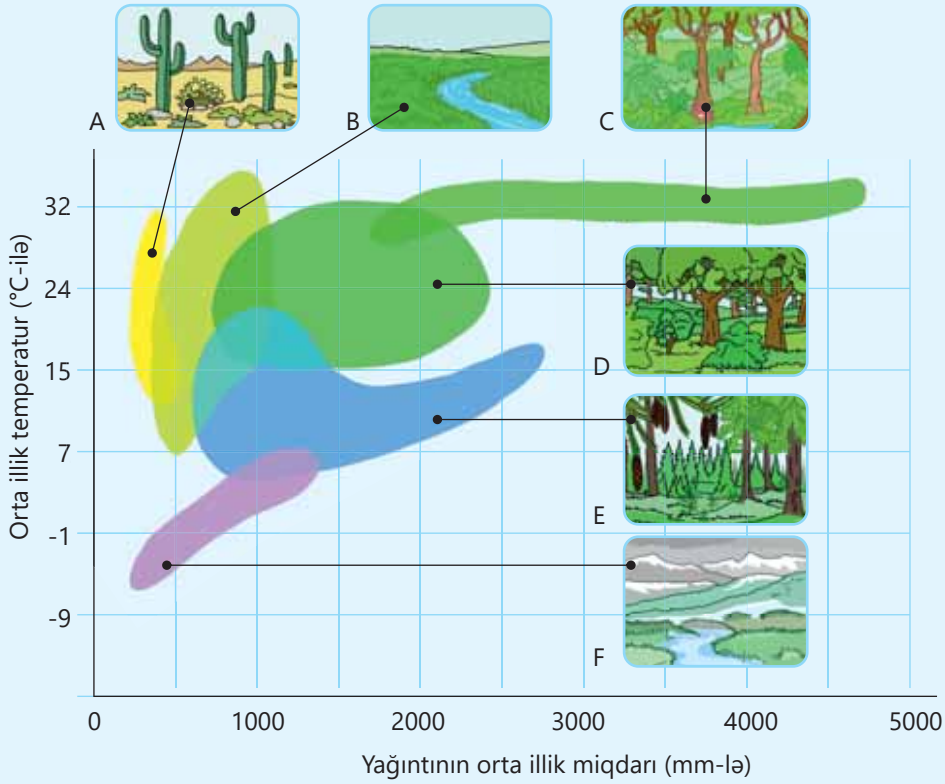 A
B
C
Orta illik temperatur (°C-ilə)
32
24
15
7
-1
-9
D
E
F
0 1000 2000 3000 4000 5000
Yağıntının orta illik miqdarı (mm-lə)